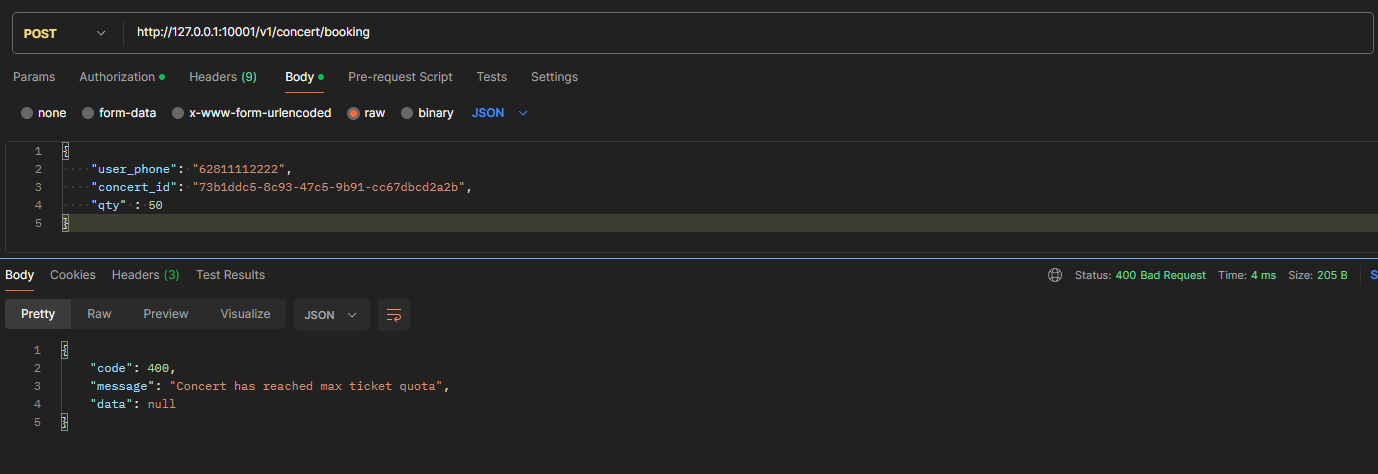 POST http://127.0.0.1:10001/v1/concert/booking
Params Authorization Headers (9) Body Pre-request Script Tests Settings
none form-data x-www-form-urlencoded raw binary JSON
1 {
2 "user_phone": "62811112222",
3 "concert_id": "73b1ddc5-8c93-47c5-9b91-cc67dbcd2a2b",
4 "qty" : 50
5 }
Body Cookies Headers (3) Test Results Status: 400 Bad Request Time: 4 ms Size: 205 B S
Pretty Raw Preview Visualize JSON
1 {
2 "code": 400,
3 "message": "Concert has reached max ticket quota",
4 "data": null
5 }